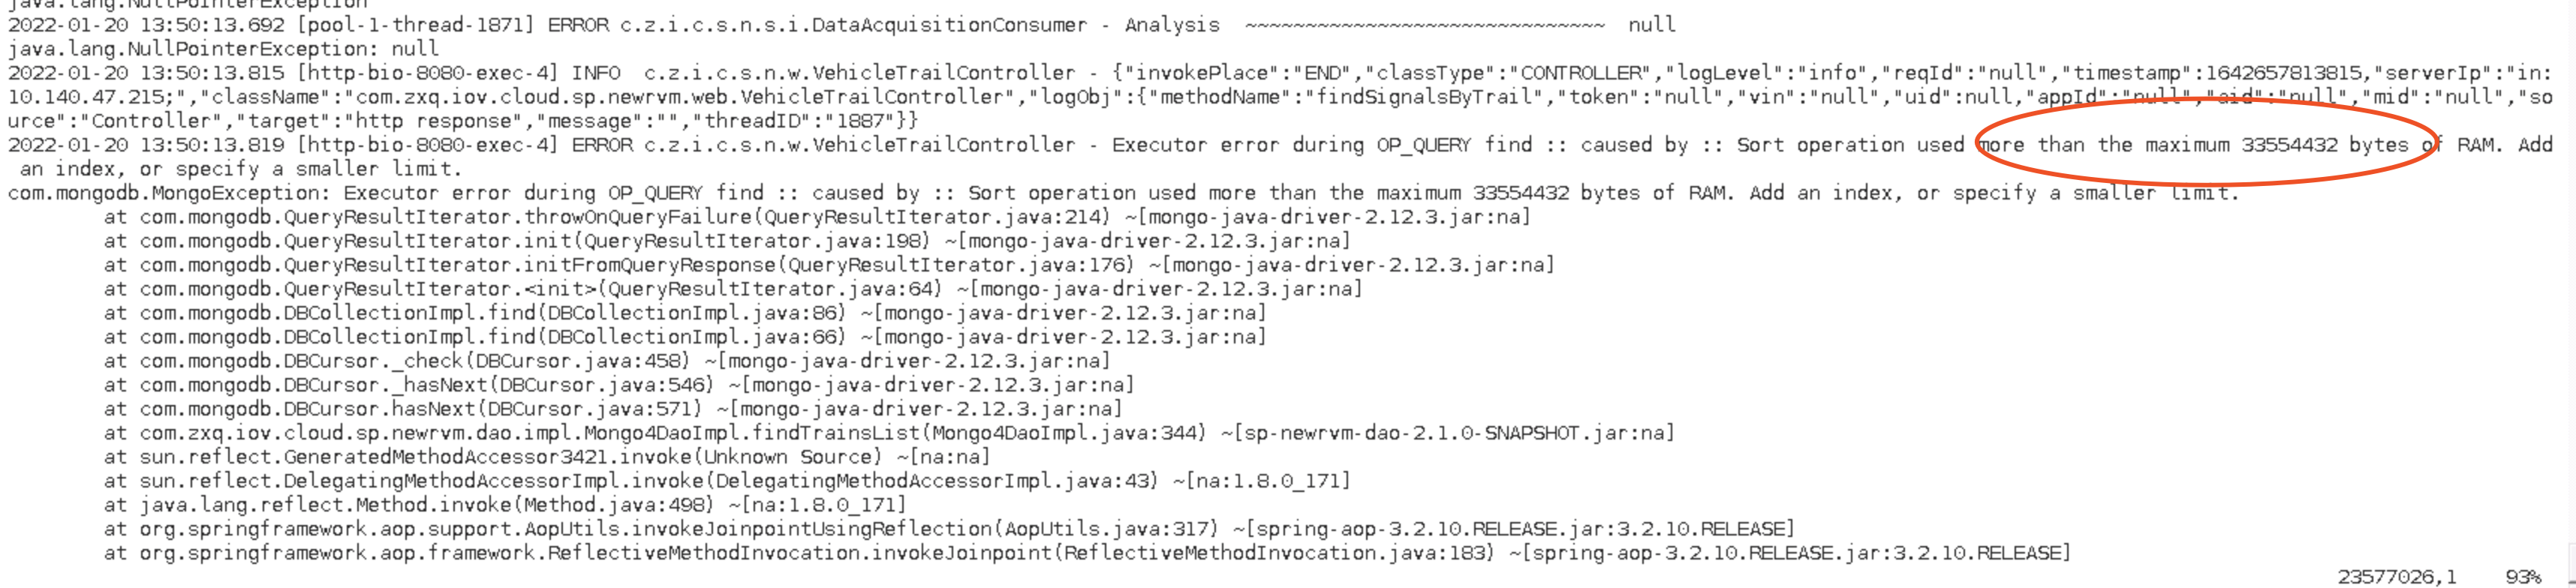 java.lang.NullPointerException
2022-01-20 13:50:13.692 [pool-1-thread-1871] ERROR c.z.i.c.s.n.s.i.DataAcquisitionConsumer - Analysis ~~~~~~~~~~~~~~~~~~~~~~~~~~~~~~ null
java.lang.NullPointerException: null
2022-01-20 13:50:13.815 [http-bio-8080-exec-4] INFO  c.z.i.c.s.n.w.VehicleTrailController - {"invokePlace":"END","classType":"CONTROLLER","logLevel":"info","reqId":"null","timestamp":1642657813815,"serverIp":"in:
10.140.47.215;","className":"com.zxq.iov.cloud.sp.newrvm.web.VehicleTrailController","logObj":{"methodName":"findSignalsByTrail","token":"null","vin":"null","uid":null,"appId":"null","aid":"null","mid":"null","so
urce":"Controller","target":"http response","message":"","threadID":"1887"}}
2022-01-20 13:50:13.819 [http-bio-8080-exec-4] ERROR c.z.i.c.s.n.w.VehicleTrailController - Executor error during OP_QUERY find :: caused by :: Sort operation used more than the maximum 33554432 bytes of RAM. Add
 an index, or specify a smaller limit.
com.mongodb.MongoException: Executor error during OP_QUERY find :: caused by :: Sort operation used more than the maximum 33554432 bytes of RAM. Add an index, or specify a smaller limit.
at com.mongodb.QueryResultIterator.throwOnQueryFailure(QueryResultIterator.java:214) ~[mongo-java-driver-2.12.3.jar:na]
at com.mongodb.QueryResultIterator.init(QueryResultIterator.java:198) ~[mongo-java-driver-2.12.3.jar:na]
at com.mongodb.QueryResultIterator.initFromQueryResponse(QueryResultIterator.java:176) ~[mongo-java-driver-2.12.3.jar:na]
at com.mongodb.QueryResultIterator.<init>(QueryResultIterator.java:64) ~[mongo-java-driver-2.12.3.jar:na]
at com.mongodb.DBCollectionImpl.find(DBCollectionImpl.java:86) ~[mongo-java-driver-2.12.3.jar:na]
at com.mongodb.DBCollectionImpl.find(DBCollectionImpl.java:66) ~[mongo-java-driver-2.12.3.jar:na]
at com.mongodb.DBCursor._check(DBCursor.java:458) ~[mongo-java-driver-2.12.3.jar:na]
at com.mongodb.DBCursor._hasNext(DBCursor.java:546) ~[mongo-java-driver-2.12.3.jar:na]
at com.mongodb.DBCursor.hasNext(DBCursor.java:571) ~[mongo-java-driver-2.12.3.jar:na]
at com.zxq.iov.cloud.sp.newrvm.dao.impl.Mongo4DaoImpl.findTrainsList(Mongo4DaoImpl.java:344) ~[sp-newrvm-dao-2.1.0-SNAPSHOT.jar:na]
at sun.reflect.GeneratedMethodAccessor3421.invoke(Unknown Source) ~[na:na]
at sun.reflect.DelegatingMethodAccessorImpl.invoke(DelegatingMethodAccessorImpl.java:43) ~[na:1.8.0_171]
at java.lang.reflect.Method.invoke(Method.java:498) ~[na:1.8.0_171]
at org.springframework.aop.support.AopUtils.invokeJoinpointUsingReflection(AopUtils.java:317) ~[spring-aop-3.2.10.RELEASE.jar:3.2.10.RELEASE]
at org.springframework.aop.framework.ReflectiveMethodInvocation.invokeJoinpoint(ReflectiveMethodInvocation.java:183) ~[spring-aop-3.2.10.RELEASE.jar:3.2.10.RELEASE]
23577026,1 93%